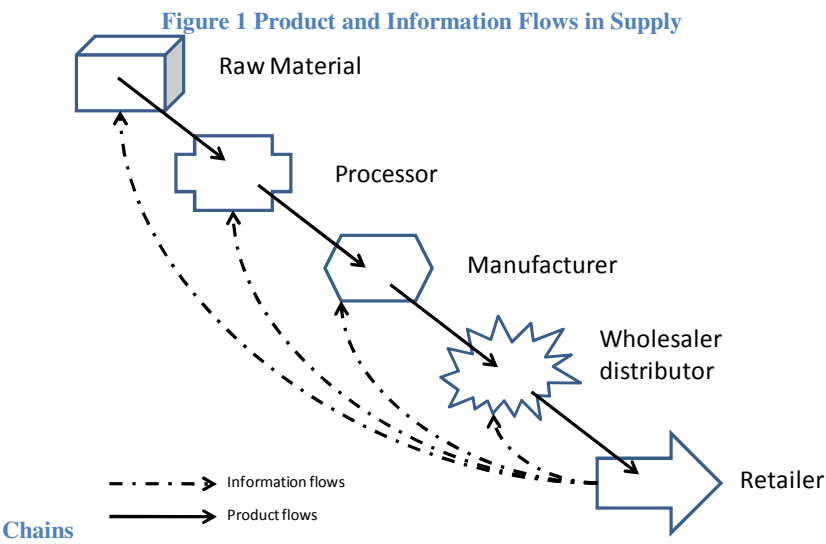 Figure 1 Product and Information Flows in Supply
Raw Material
Processor
Manufacturer
Wholesaler
distributor
Retailer
Information flows
Product flows
Chains